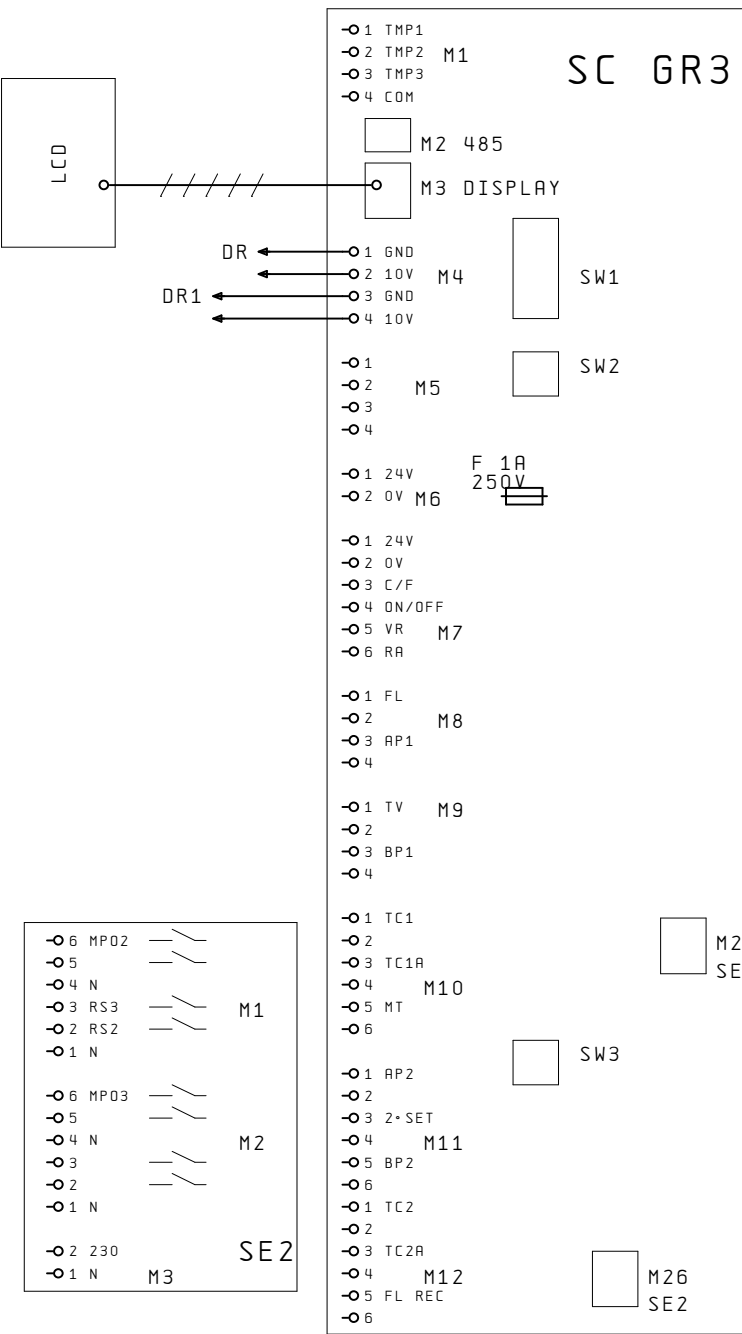 1 TMP1
2 TMP2
M1
3 TMP3
4 COM
SC GR3
M2 485
LCD
M3 DISPLAY
DR
1 GND
2 10V
M4
DR1
3 GND
4 10V
SW1
1
2
M5
3
4
SW2
1 24V
2 0V
M6
F 1A
250V
1 24V
2 0V
3 C/F
4 ON/OFF
5 VR
M7
6 RA
1 FL
2
M8
3 AP1
4
1 TV
M9
2
3 BP1
4
1 TC1
2
3 TC1A
4
M10
5 MT
6
M2
SE
SW3
1 AP2
2
3 2°SET
4
M11
5 BP2
6
1 TC2
2
3 TC2A
4
M12
5 FL REC
6
M26
SE2
6 MPO2
5
4 N
3 RS3
M1
2 RS2
1 N
6 MPO3
5
4 N
M2
3
2
1 N
2 230
SE2
1 N
M3